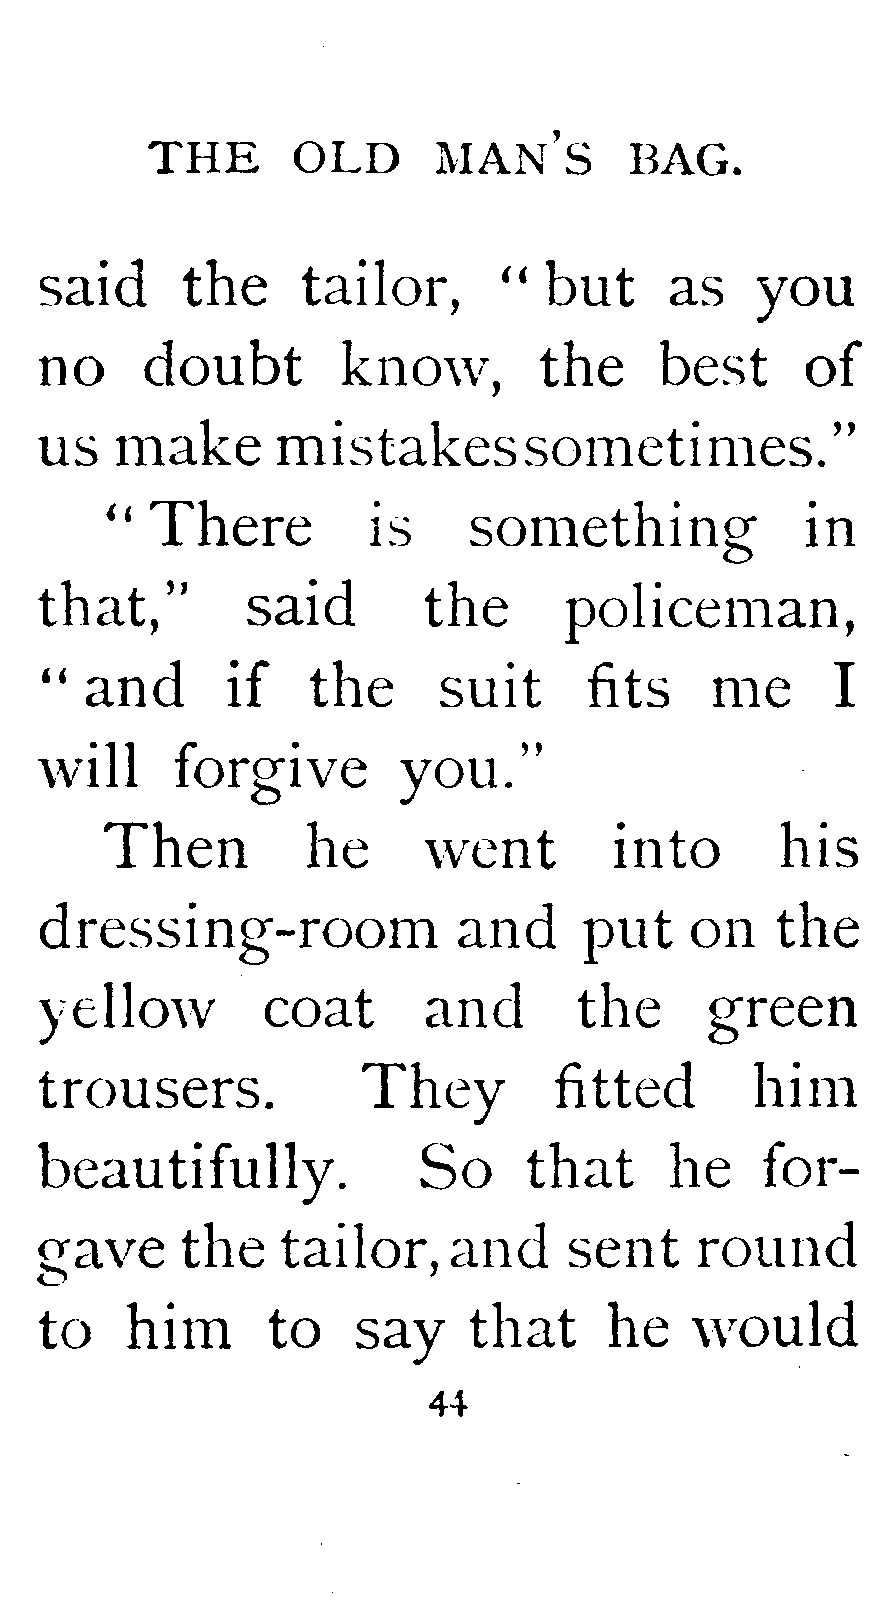 THE OLD MAN'S BAG.
said the tailor, "but as you
no doubt know, the best of
us make mistakes sometimes."
"There is something in
that," said the policeman,
"and if the suit fits me I
will forgive you."
Then he went into his
dressing-room and put on the
yellow coat and the green
trousers. They fitted him
beautifully. So that he for-
gave the tailor, and sent round
to him to say that he would
44